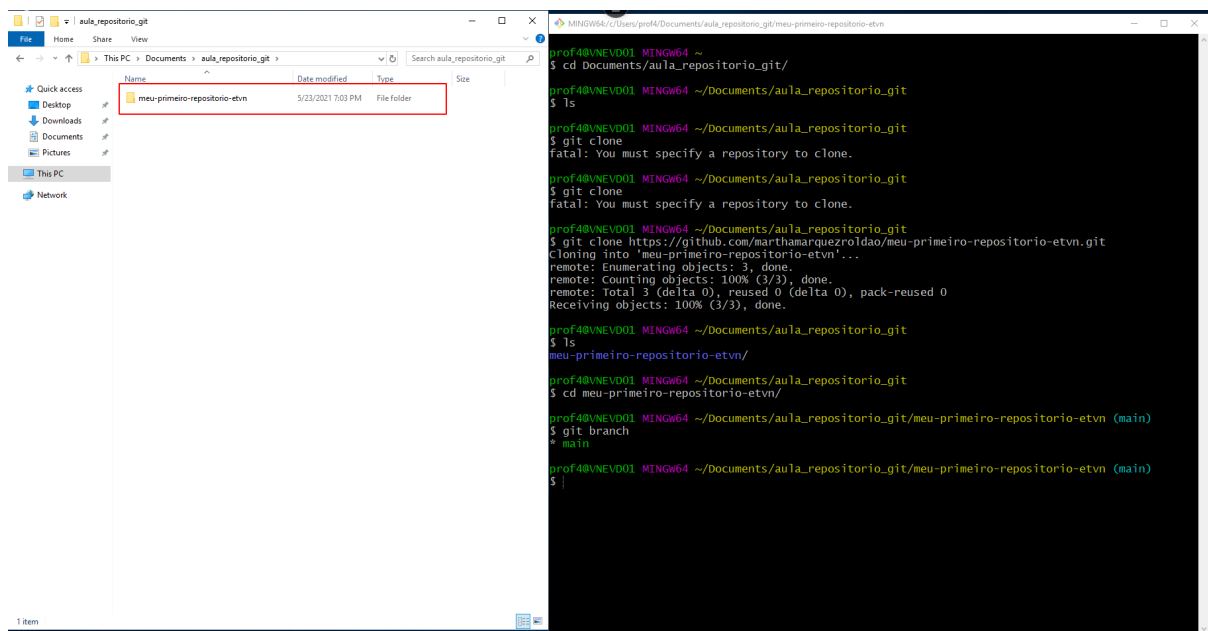 aula_repositorio_git
File Home Share View
This PC > Documents > aula_repositorio_git >
Search aula_repositorio_git
Name Date modified Type Size
Quick access
Desktop
Downloads
Documents
Pictures
This PC
Network
meu-primeiro-repositorio-etvn 5/23/2021 7:03 PM File folder
1 item
MINGW64:/c/Users/prof4/Documents/aula_repositorio_git/meu-primeiro-repositorio-etvn
prof4@VNEVD01 MINGW64 ~
$ cd Documents/aula_repositorio_git/
prof4@VNEVD01 MINGW64 ~/Documents/aula_repositorio_git
$ ls
prof4@VNEVD01 MINGW64 ~/Documents/aula_repositorio_git
$ git clone
fatal: You must specify a repository to clone.
prof4@VNEVD01 MINGW64 ~/Documents/aula_repositorio_git
$ git clone
fatal: You must specify a repository to clone.
prof4@VNEVD01 MINGW64 ~/Documents/aula_repositorio_git
$ git clone https://github.com/marthamarquezroldao/meu-primeiro-repositorio-etvn.git
Cloning into 'meu-primeiro-repositorio-etvn'...
remote: Enumerating objects: 3, done.
remote: Counting objects: 100% (3/3), done.
remote: Total 3 (delta 0), reused 0 (delta 0), pack-reused 0
Receiving objects: 100% (3/3), done.
prof4@VNEVD01 MINGW64 ~/Documents/aula_repositorio_git
$ ls
meu-primeiro-repositorio-etvn/
prof4@VNEVD01 MINGW64 ~/Documents/aula_repositorio_git
$ cd meu-primeiro-repositorio-etvn/
prof4@VNEVD01 MINGW64 ~/Documents/aula_repositorio_git/meu-primeiro-repositorio-etvn (main)
$ git branch
* main
prof4@VNEVD01 MINGW64 ~/Documents/aula_repositorio_git/meu-primeiro-repositorio-etvn (main)
$